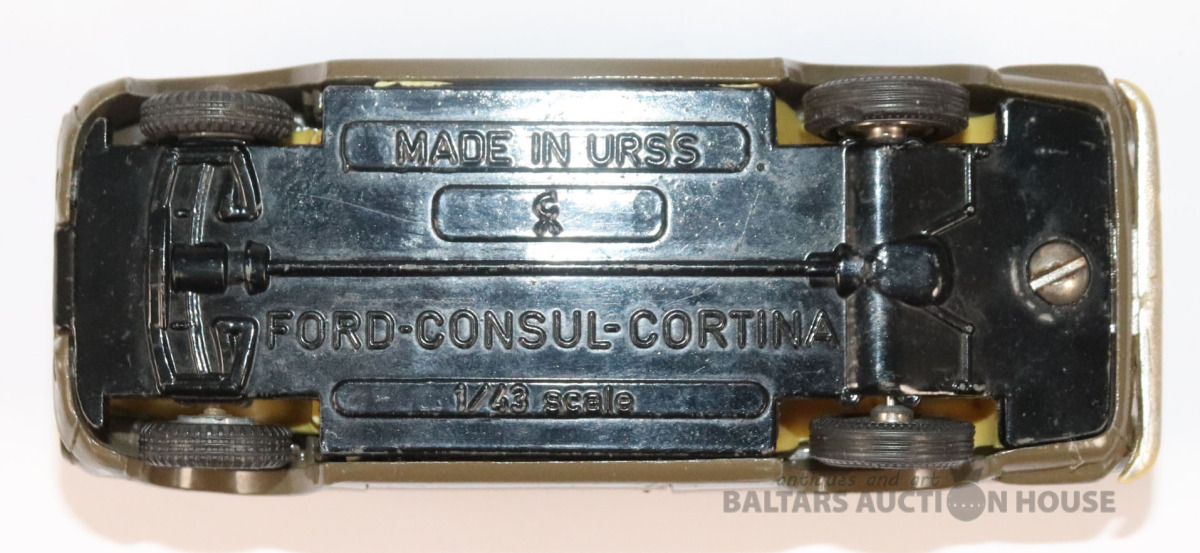 MADE IN URSS
FORD-CONSUL-CORTINA
1/43 scale
antiques and art
BALTARS AUCTION HOUSE